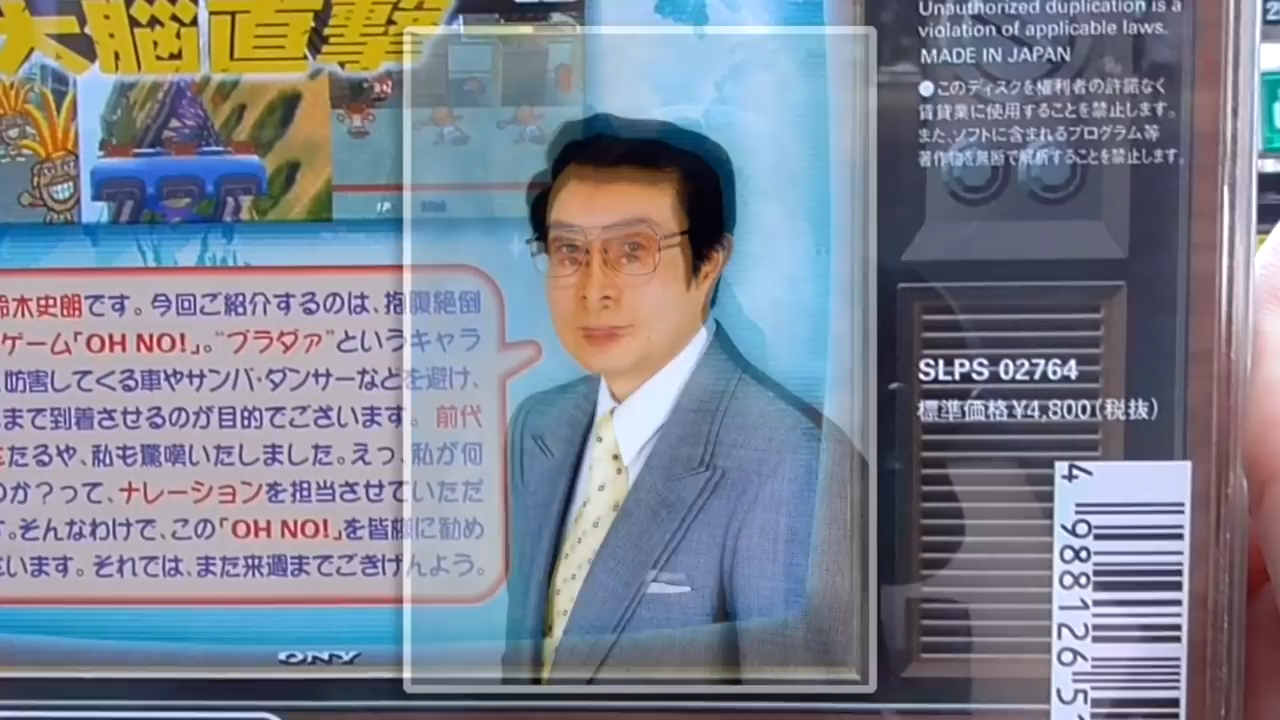 大脳直撃
鈴木史朗です。今回ご紹介するのは、抱腹絶倒
ゲーム「OH NO!」。"ブラダァ"というキャラ
妨害してくる車やサンバ・ダンサーなどを避け、
まで到着させるのが目的でございます。前代
たるや、私も驚嘆いたしました。えっ、私が何
のか?って、ナレーションを担当させていただ
す。そんなわけで、この「OH NO!」を皆様に勧め
います。それでは、また来週までごきげんよう。
ONY
Unauthorized duplication is a
violation of applicable laws.
MADE IN JAPAN
●このディスクを権利者の許諾なく
賃貸業に使用することを禁止します。
また、ソフトに含まれるプログラム等
著作物を無断で解析することを禁止します。
SLPS 02764
標準価格¥4,800(税抜)
4 988126 5